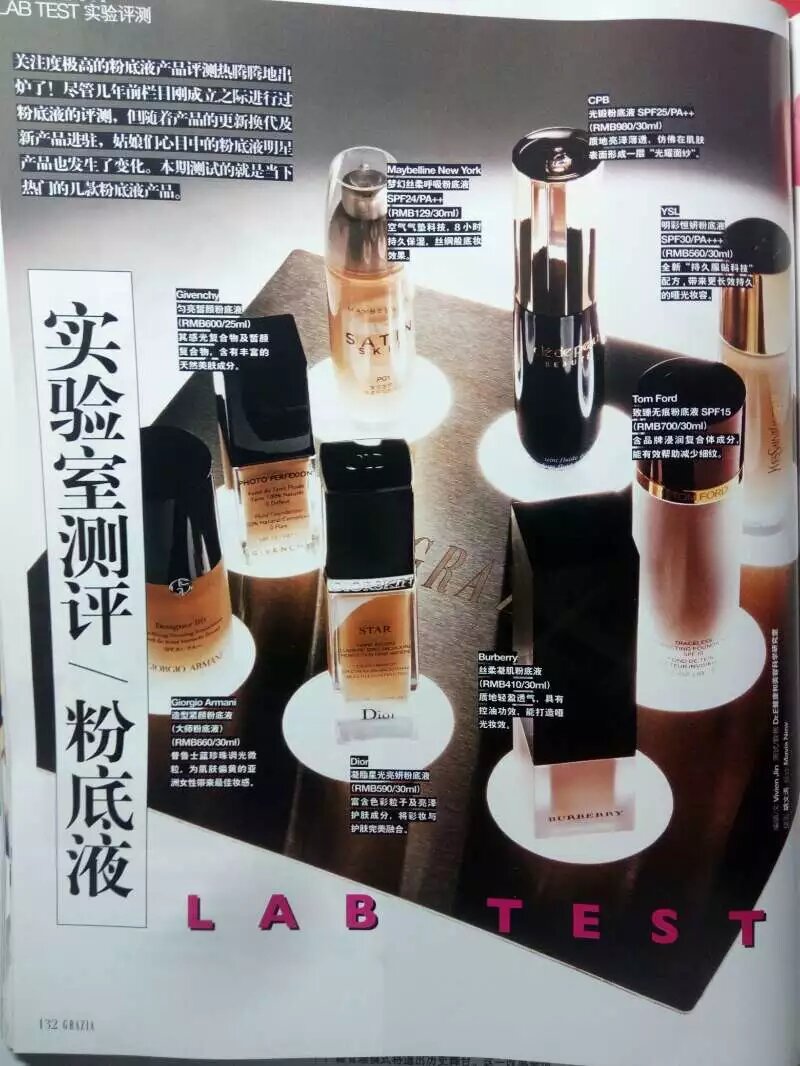 LAB TEST 实验评测
关注度极高的粉底液产品评测热腾腾地出
炉了！尽管几年前栏目刚成立之际进行过
粉底液的评测，但随着产品的更新换代及
新产品进驻，姑娘们心目中的粉底液明星
产品也发生了变化。本期测试的就是当下
热门的几款粉底液产品。
实验室测评/粉底液
CPB
光缎粉底液 SPF25/PA++
(RMB980/30ml)
质地亮泽薄透，仿佛在肌肤
表面形成一层“光耀面纱”。
Maybelline New York
梦幻丝柔呼吸粉底液
SPF24/PA++
(RMB129/30ml)
空气气垫科技，8小时
持久保湿，丝绸般底妆
效果。
YSL
明彩恒妍粉底液
SPF30/PA+++
(RMB560/30ml)
全新“持久服贴科技”
配方，带来更长效持久
的哑光妆容。
Givenchy
匀亮皙颜粉底液
(RMB600/25ml)
其感光复合物及皙颜
复合物，含有丰富的
天然美肤成分。
Tom Ford
致臻无痕粉底液 SPF15
(RMB700/30ml)
含品牌浸润复合体成分，
能有效帮助减少细纹。
SATIN
SKIN
clé de peau
BEAUTÉ
PHOTO PERFEXION
GIVENCHY
TOM FORD
TRACELESS
GRAZ
STAR
Dior
GIORGIO ARMANI
BURBERRY
Burberry
丝柔凝肌粉底液
(RMB410/30ml)
质地轻盈透气，具有
控油功效，能打造哑
光妆效。
Giorgio Armani
造型紧颜粉底液
(大师粉底液)
(RMB660/30ml)
普鲁士蓝珍珠调光微
粒，为肌肤偏黄的亚
洲女性带来最佳妆感。
Dior
凝脂星光亮妍粉底液
(RMB590/30ml)
富含色彩粒子及亮泽
护肤成分，将彩妆与
护肤完美融合。
LAB TEST
132 GRAZIA